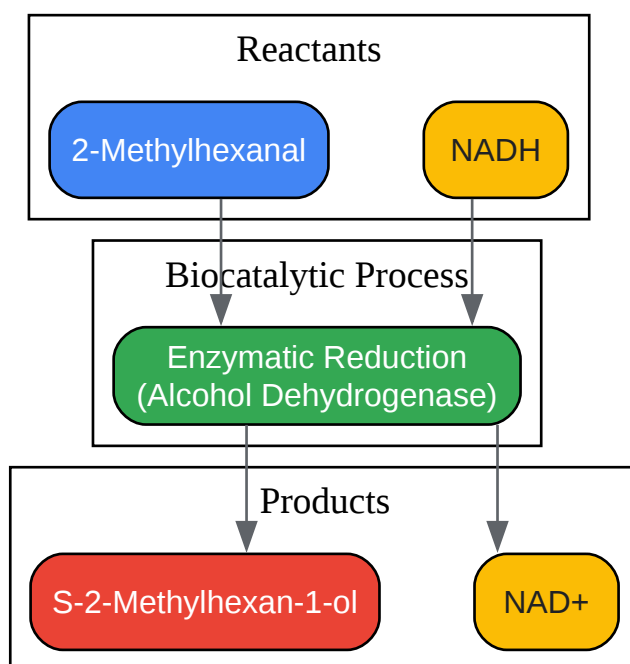 Reactants
2-Methylhexanal
NADH
Biocatalytic Process
Enzymatic Reduction
(Alcohol Dehydrogenase)
Products
S-2-Methylhexan-1-ol
NAD+